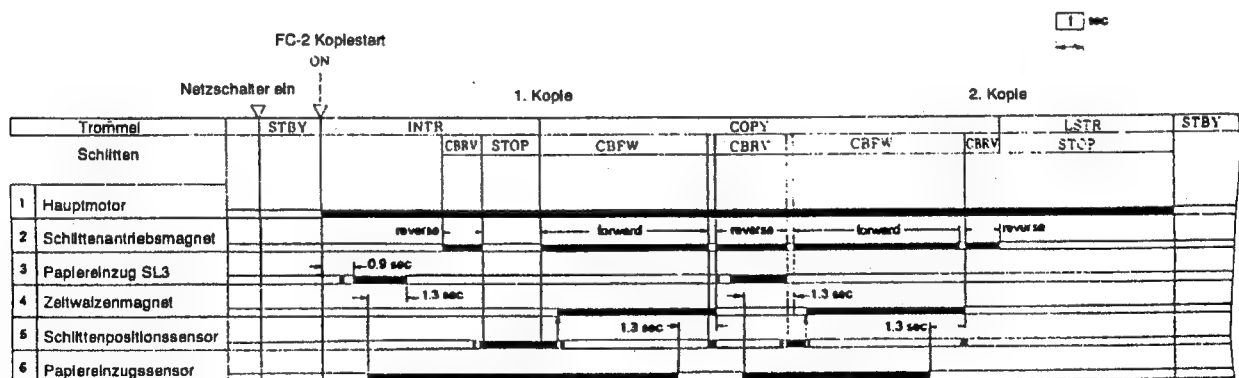 1 sec
FC-2 Kopiestart
ON
Netzschalter ein
1. Kopie
2. Kopie
Trommel STBY INTR COPY LSTR STBY
Schlitten CBRV STOP CBFW CBRV CBFW CBRV STOP
1 Hauptmotor
2 Schlittenantriebsmagnet reverse forward reverse forward reverse
3 Papiereinzug SL3 0.9 sec
4 Zeitwalzenmagnet 1.3 sec 1.3 sec
5 Schlittenpositionssensor 1.3 sec 1.3 sec
6 Papiereinzugssensor